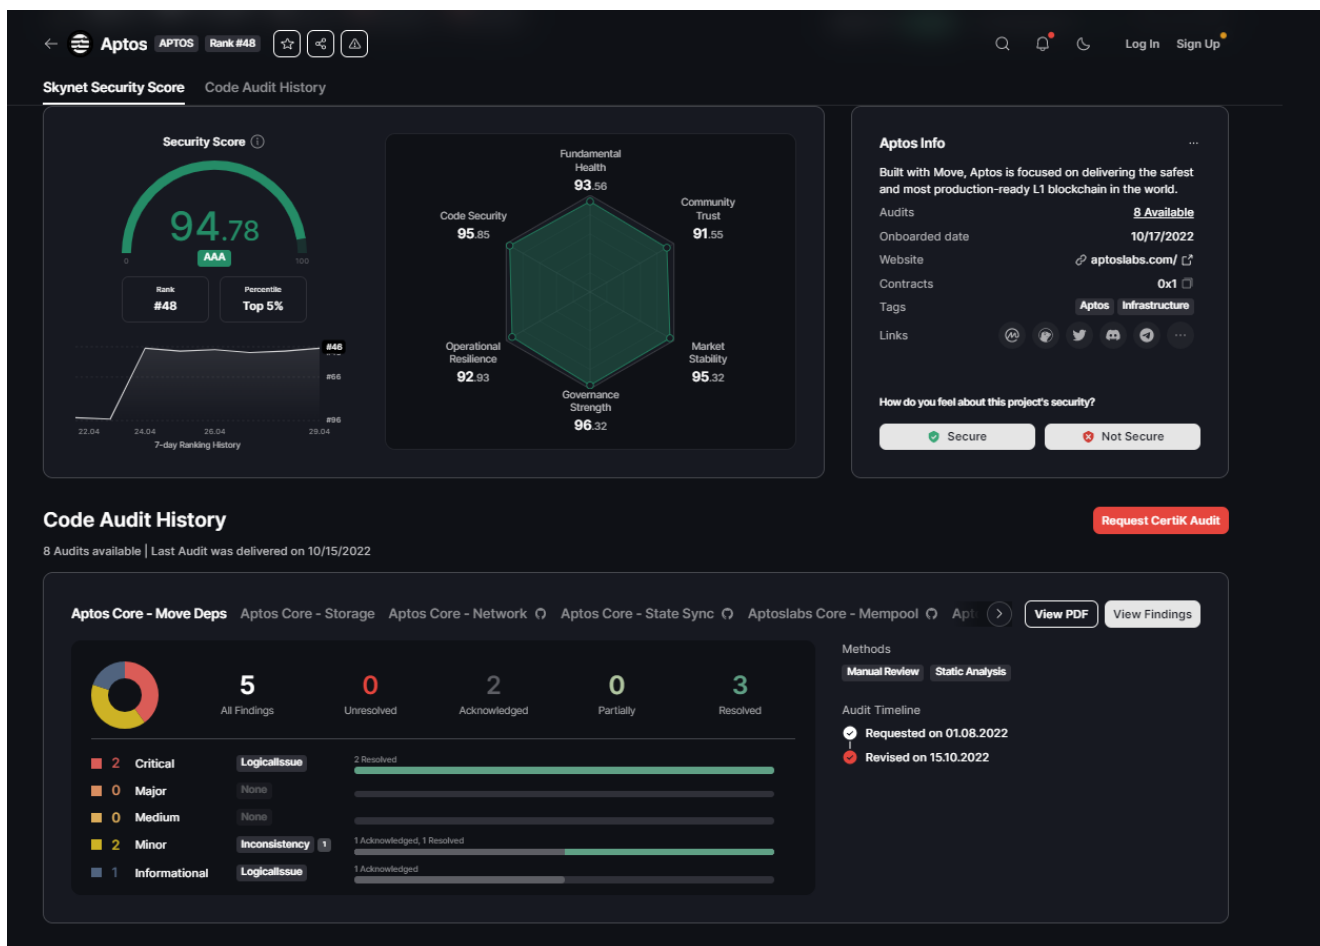 Aptos APTOS Rank #48
Log In Sign Up
Skynet Security Score Code Audit History
Security Score
94.78
AAA
0 100
Rank
#48
Percentile
Top 5%
#46
#66
#96
22.04 24.04 26.04 29.04
7-day Ranking History
Fundamental
Health
93.56
Community
Trust
91.55
Code Security
95.85
Operational
Resilience
92.93
Market
Stability
95.32
Governance
Strength
96.32
Aptos Info
Built with Move, Aptos is focused on delivering the safest
and most production-ready L1 blockchain in the world.
Audits 8 Available
Onboarded date 10/17/2022
Website aptoslabs.com/
Contracts 0x1
Tags Aptos Infrastructure
Links
How do you feel about this project's security?
Secure Not Secure
Code Audit History
Request CertiK Audit
8 Audits available | Last Audit was delivered on 10/15/2022
Aptos Core - Move Deps Aptos Core - Storage Aptos Core - Network Aptos Core - State Sync Aptoslabs Core - Mempool View PDF View Findings
5 0 2 0 3
All Findings Unresolved Acknowledged Partially Resolved
2 Critical LogicalIssue 2 Resolved
0 Major None
0 Medium None
2 Minor Inconsistency 1 1 Acknowledged, 1 Resolved
1 Informational LogicalIssue 1 Acknowledged
Methods
Manual Review Static Analysis
Audit Timeline
Requested on 01.08.2022
Revised on 15.10.2022